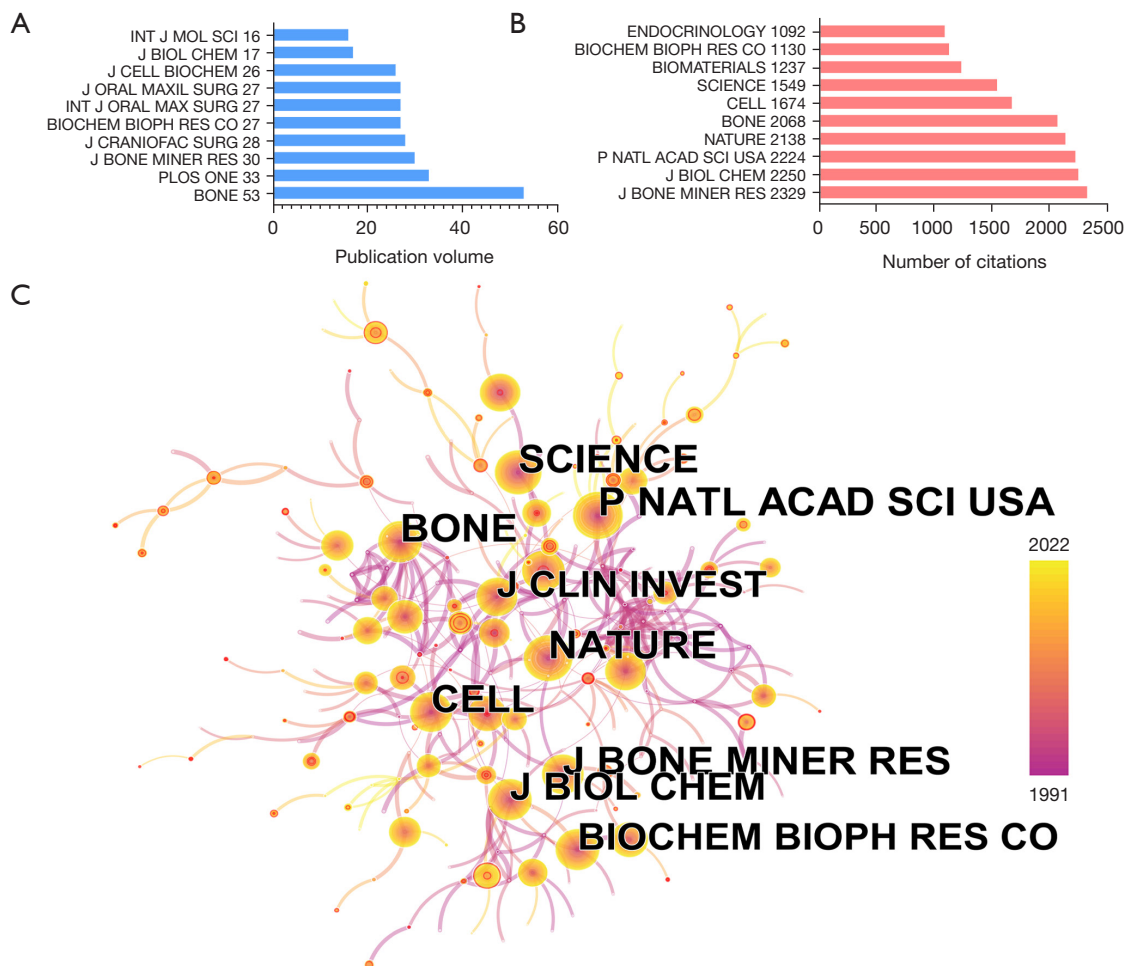 A
INT J MOL SCI 16
J BIOL CHEM 17
J CELL BIOCHEM 26
J ORAL MAXIL SURG 27
INT J ORAL MAX SURG 27
BIOCHEM BIOPH RES CO 27
J CRANIOFAC SURG 28
J BONE MINER RES 30
PLOS ONE 33
BONE 53
0 20 40 60
Publication volume
B
ENDOCRINOLOGY 1092
BIOCHEM BIOPH RES CO 1130
BIOMATERIALS 1237
SCIENCE 1549
CELL 1674
BONE 2068
NATURE 2138
P NATL ACAD SCI USA 2224
J BIOL CHEM 2250
J BONE MINER RES 2329
0 500 1000 1500 2000 2500
Number of citations
C
SCIENCE
P NATL ACAD SCI USA
BONE
J CLIN INVEST
NATURE
CELL
J BONE MINER RES
J BIOL CHEM
BIOCHEM BIOPH RES CO
2022
1991